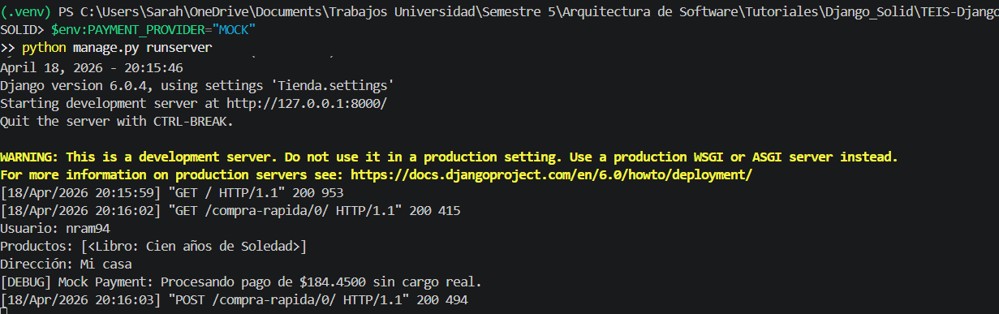 (.venv) PS C:\Users\Sarah\OneDrive\Documents\Trabajos Universidad\Semestre 5\Arquitectura de Software\Tutoriales\Django_Solid\TEIS-Django
SOLID> $env:PAYMENT_PROVIDER="MOCK"
>> python manage.py runserver
April 18, 2026 - 20:15:46
Django version 6.0.4, using settings 'Tienda.settings'
Starting development server at http://127.0.0.1:8000/
Quit the server with CTRL-BREAK.
WARNING: This is a development server. Do not use it in a production setting. Use a production WSGI or ASGI server instead.
For more information on production servers see: https://docs.djangoproject.com/en/6.0/howto/deployment/
[18/Apr/2026 20:15:59] "GET / HTTP/1.1" 200 953
[18/Apr/2026 20:16:02] "GET /compra-rapida/0/ HTTP/1.1" 200 415
Usuario: nram94
Productos: [<Libro: Cien años de Soledad>]
Dirección: Mi casa
[DEBUG] Mock Payment: Procesando pago de $184.4500 sin cargo real.
[18/Apr/2026 20:16:03] "POST /compra-rapida/0/ HTTP/1.1" 200 494